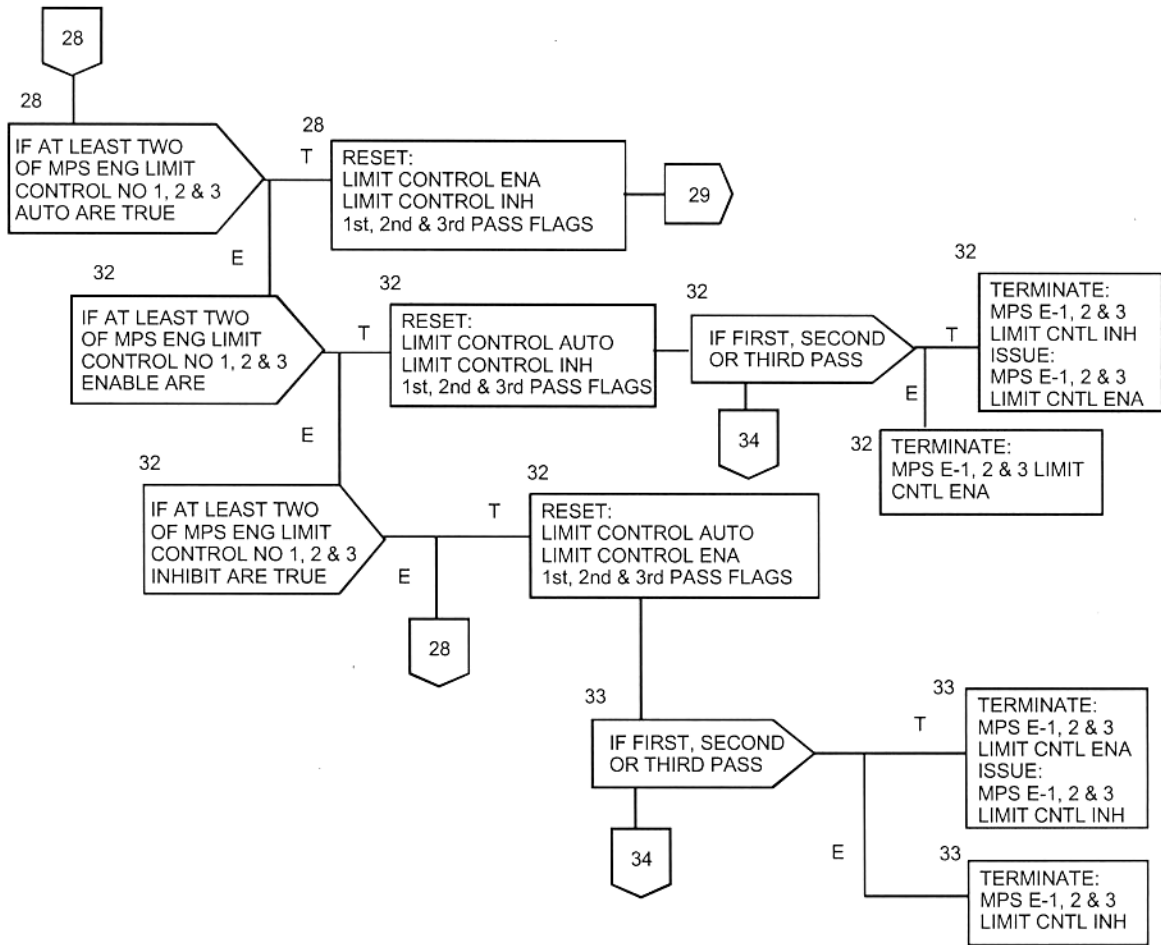 28
28
IF AT LEAST TWO
OF MPS ENG LIMIT
CONTROL NO 1, 2 & 3
AUTO ARE TRUE
T
28
RESET:
LIMIT CONTROL ENA
LIMIT CONTROL INH
1st, 2nd & 3rd PASS FLAGS
29
E
32
IF AT LEAST TWO
OF MPS ENG LIMIT
CONTROL NO 1, 2 & 3
ENABLE ARE
T
32
RESET:
LIMIT CONTROL AUTO
LIMIT CONTROL INH
1st, 2nd & 3rd PASS FLAGS
32
IF FIRST, SECOND
OR THIRD PASS
34
T
32
TERMINATE:
MPS E-1, 2 & 3
LIMIT CNTL INH
ISSUE:
MPS E-1, 2 & 3
LIMIT CNTL ENA
E
32
TERMINATE:
MPS E-1, 2 & 3 LIMIT
CNTL ENA
E
32
IF AT LEAST TWO
OF MPS ENG LIMIT
CONTROL NO 1, 2 & 3
INHIBIT ARE TRUE
T
E
28
32
RESET:
LIMIT CONTROL AUTO
LIMIT CONTROL ENA
1st, 2nd & 3rd PASS FLAGS
33
IF FIRST, SECOND
OR THIRD PASS
34
T
33
TERMINATE:
MPS E-1, 2 & 3
LIMIT CNTL ENA
ISSUE:
MPS E-1, 2 & 3
LIMIT CNTL INH
E
33
TERMINATE:
MPS E-1, 2 & 3
LIMIT CNTL INH